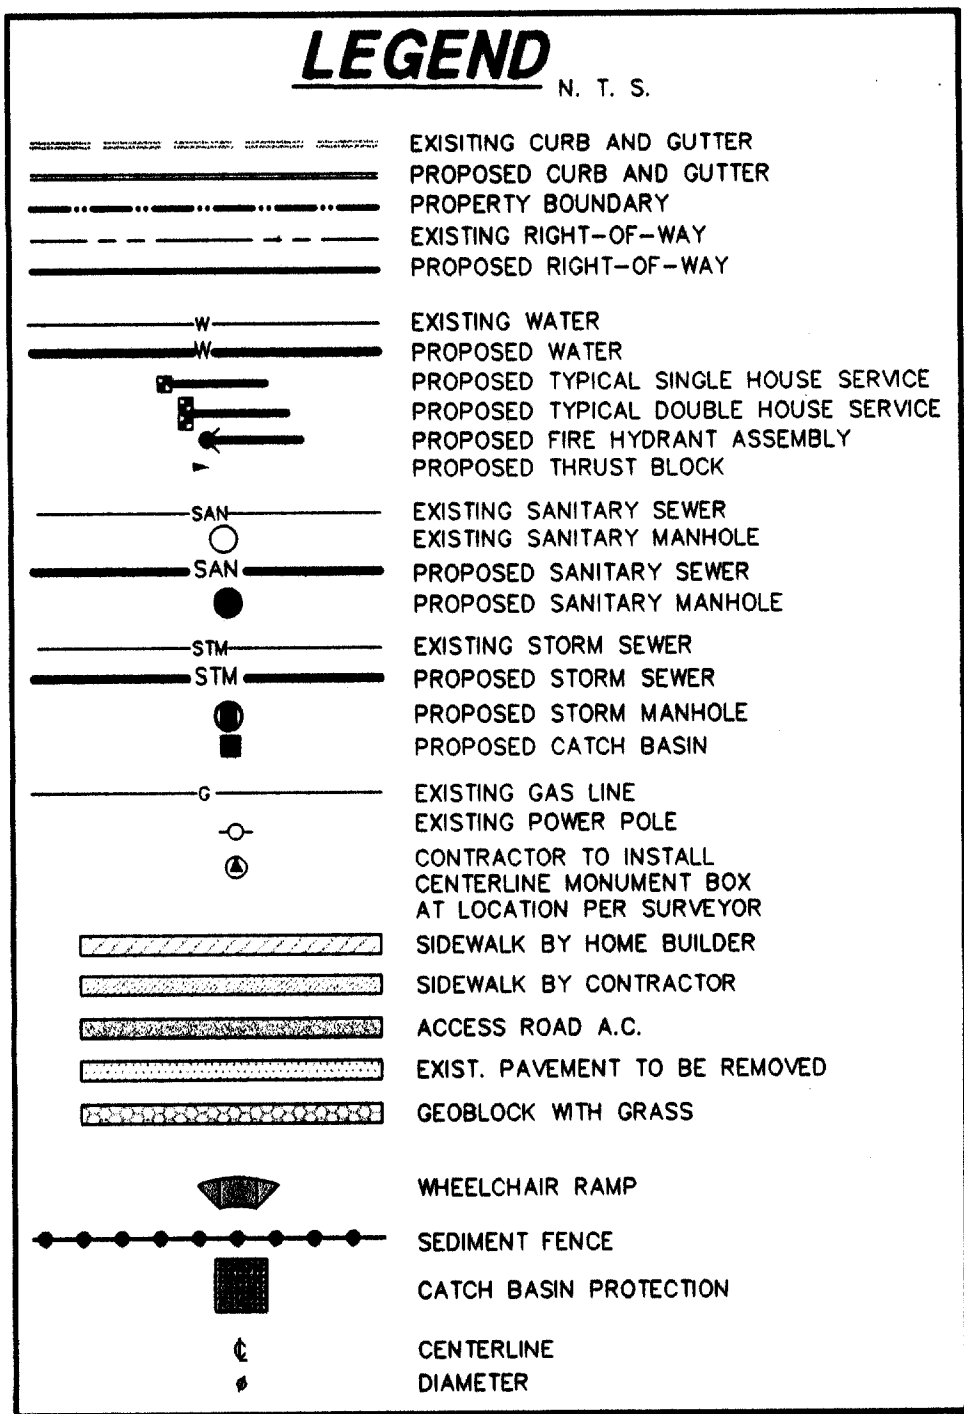 LEGEND
N. T. S.
EXISITING CURB AND GUTTER
PROPOSED CURB AND GUTTER
PROPERTY BOUNDARY
EXISTING RIGHT-OF-WAY
PROPOSED RIGHT-OF-WAY
W EXISTING WATER
W PROPOSED WATER
PROPOSED TYPICAL SINGLE HOUSE SERVICE
PROPOSED TYPICAL DOUBLE HOUSE SERVICE
PROPOSED FIRE HYDRANT ASSEMBLY
PROPOSED THRUST BLOCK
SAN EXISTING SANITARY SEWER
EXISTING SANITARY MANHOLE
SAN PROPOSED SANITARY SEWER
PROPOSED SANITARY MANHOLE
STM EXISTING STORM SEWER
STM PROPOSED STORM SEWER
PROPOSED STORM MANHOLE
PROPOSED CATCH BASIN
G EXISTING GAS LINE
EXISTING POWER POLE
CONTRACTOR TO INSTALL
CENTERLINE MONUMENT BOX
AT LOCATION PER SURVEYOR
SIDEWALK BY HOME BUILDER
SIDEWALK BY CONTRACTOR
ACCESS ROAD A.C.
EXIST. PAVEMENT TO BE REMOVED
GEOBLOCK WITH GRASS
WHEELCHAIR RAMP
SEDIMENT FENCE
CATCH BASIN PROTECTION
℄ CENTERLINE
ø DIAMETER